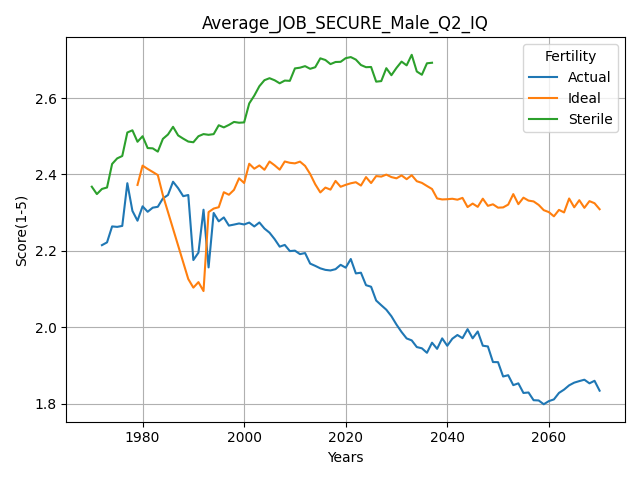 Average_JOB_SECURE_Male_Q2_IQ
Score(1-5)
2.6
2.4
2.2
2.0
1.8
Fertility
Actual
Ideal
Sterile
1980
2000
2020
2040
2060
Years